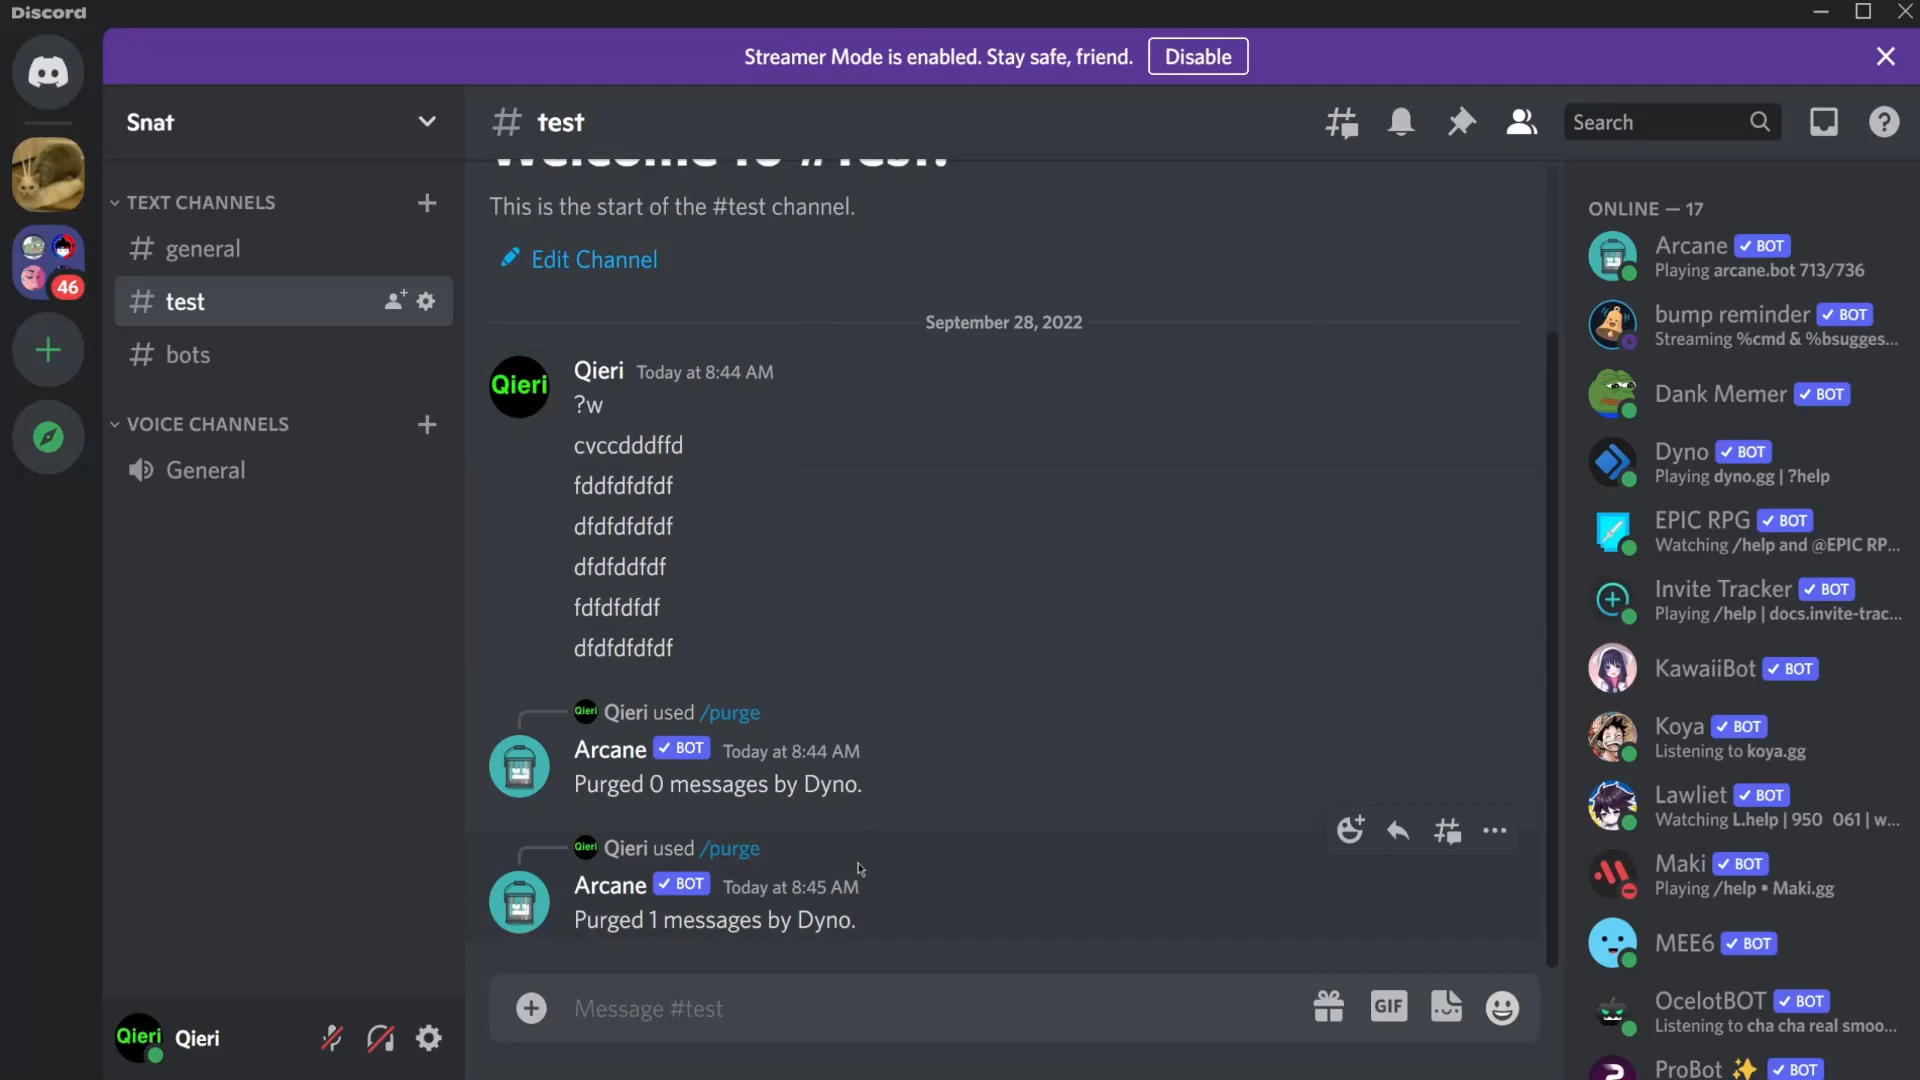 Discord
Streamer Mode is enabled. Stay safe, friend.
Disable
46
Snat
TEXT CHANNELS
general
test
bots
VOICE CHANNELS
General
Qieri
Qieri
# test
Search
Welcome to #test!
This is the start of the #test channel.
Edit Channel
September 28, 2022
Qieri
Qieri Today at 8:44 AM
?w
cvccdddffd
fddfdfdfdf
dfdfdfdfdf
dfdfddfdf
fdfdfdfdf
dfdfdfdfdf
Qieri Qieri used /purge
Arcane BOT Today at 8:44 AM
Purged 0 messages by Dyno.
Qieri Qieri used /purge
Arcane BOT Today at 8:45 AM
Purged 1 messages by Dyno.
Message #test
GIF
ONLINE — 17
Arcane BOT
Playing arcane.bot 713/736
bump reminder BOT
Streaming %cmd & %bsugges...
Dank Memer BOT
Dyno BOT
Playing dyno.gg | ?help
EPIC RPG BOT
Watching /help and @EPIC RP...
Invite Tracker BOT
Playing /help | docs.invite-trac...
KawaiiBot BOT
Koya BOT
Listening to koya.gg
Lawliet BOT
Watching L.help | 950 061 | w...
Maki BOT
Playing /help • Maki.gg
MEE6 BOT
OcelotBOT BOT
Listening to cha cha real smoo...
ProBot ✨ BOT